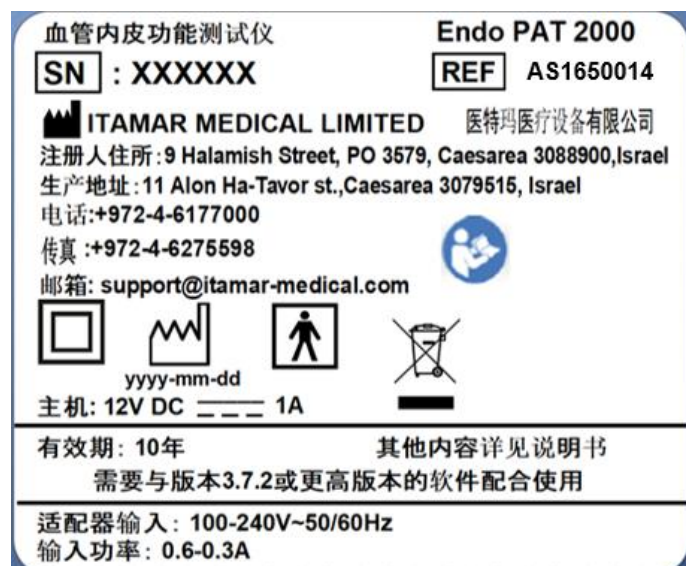 血管内皮功能测试仪 Endo PAT 2000
SN : XXXXXX REF AS1650014
ITAMAR MEDICAL LIMITED 医特玛医疗设备有限公司
注册人住所:9 Halamish Street, PO 3579, Caesarea 3088900,Israel
生产地址:11 Alon Ha-Tavor st.,Caesarea 3079515, Israel
电话:+972-4-6177000
传真:+972-4-6275598
邮箱: support@itamar-medical.com
yyyy-mm-dd
主机: 12V DC 1A
有效期: 10年 其他内容详见说明书
需要与版本3.7.2或更高版本的软件配合使用
适配器输入: 100-240V~50/60Hz
输入功率: 0.6-0.3A